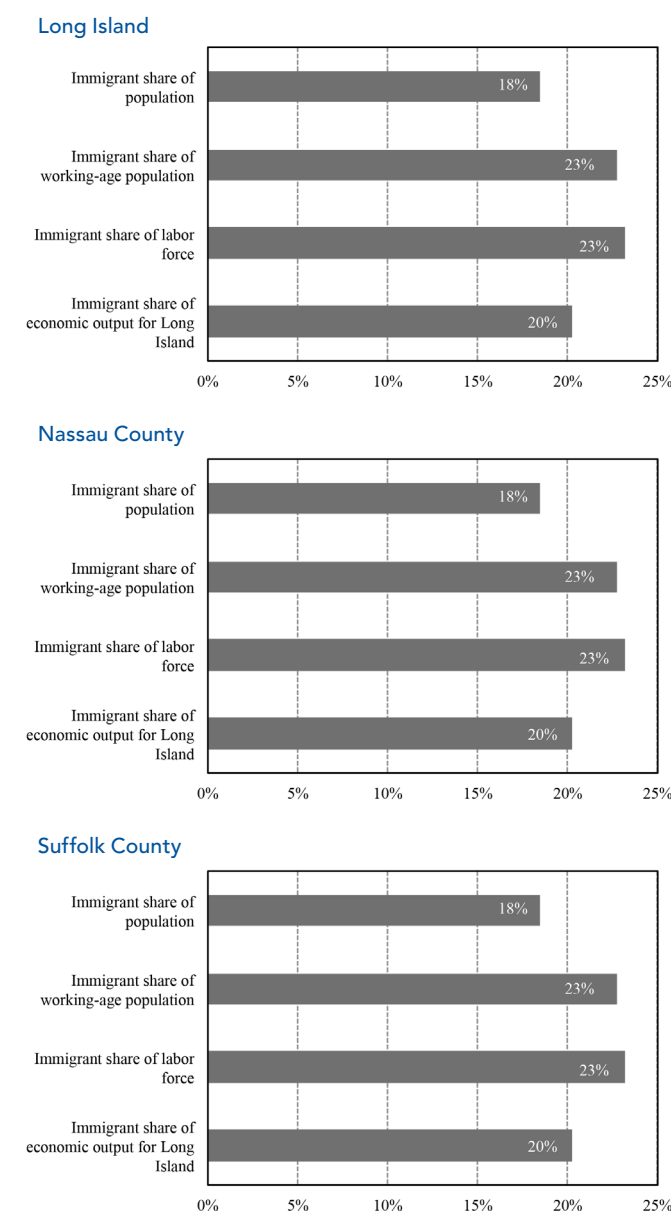 Long Island
Immigrant share of
population
18%
Immigrant share of
working-age population
23%
Immigrant share of labor
force
23%
Immigrant share of
economic output for Long
Island
20%
0% 5% 10% 15% 20% 25%
Nassau County
Immigrant share of
population
18%
Immigrant share of
working-age population
23%
Immigrant share of labor
force
23%
Immigrant share of
economic output for Long
Island
20%
0% 5% 10% 15% 20% 25%
Suffolk County
Immigrant share of
population
18%
Immigrant share of
working-age population
23%
Immigrant share of labor
force
23%
Immigrant share of
economic output for Long
Island
20%
0% 5% 10% 15% 20% 25%